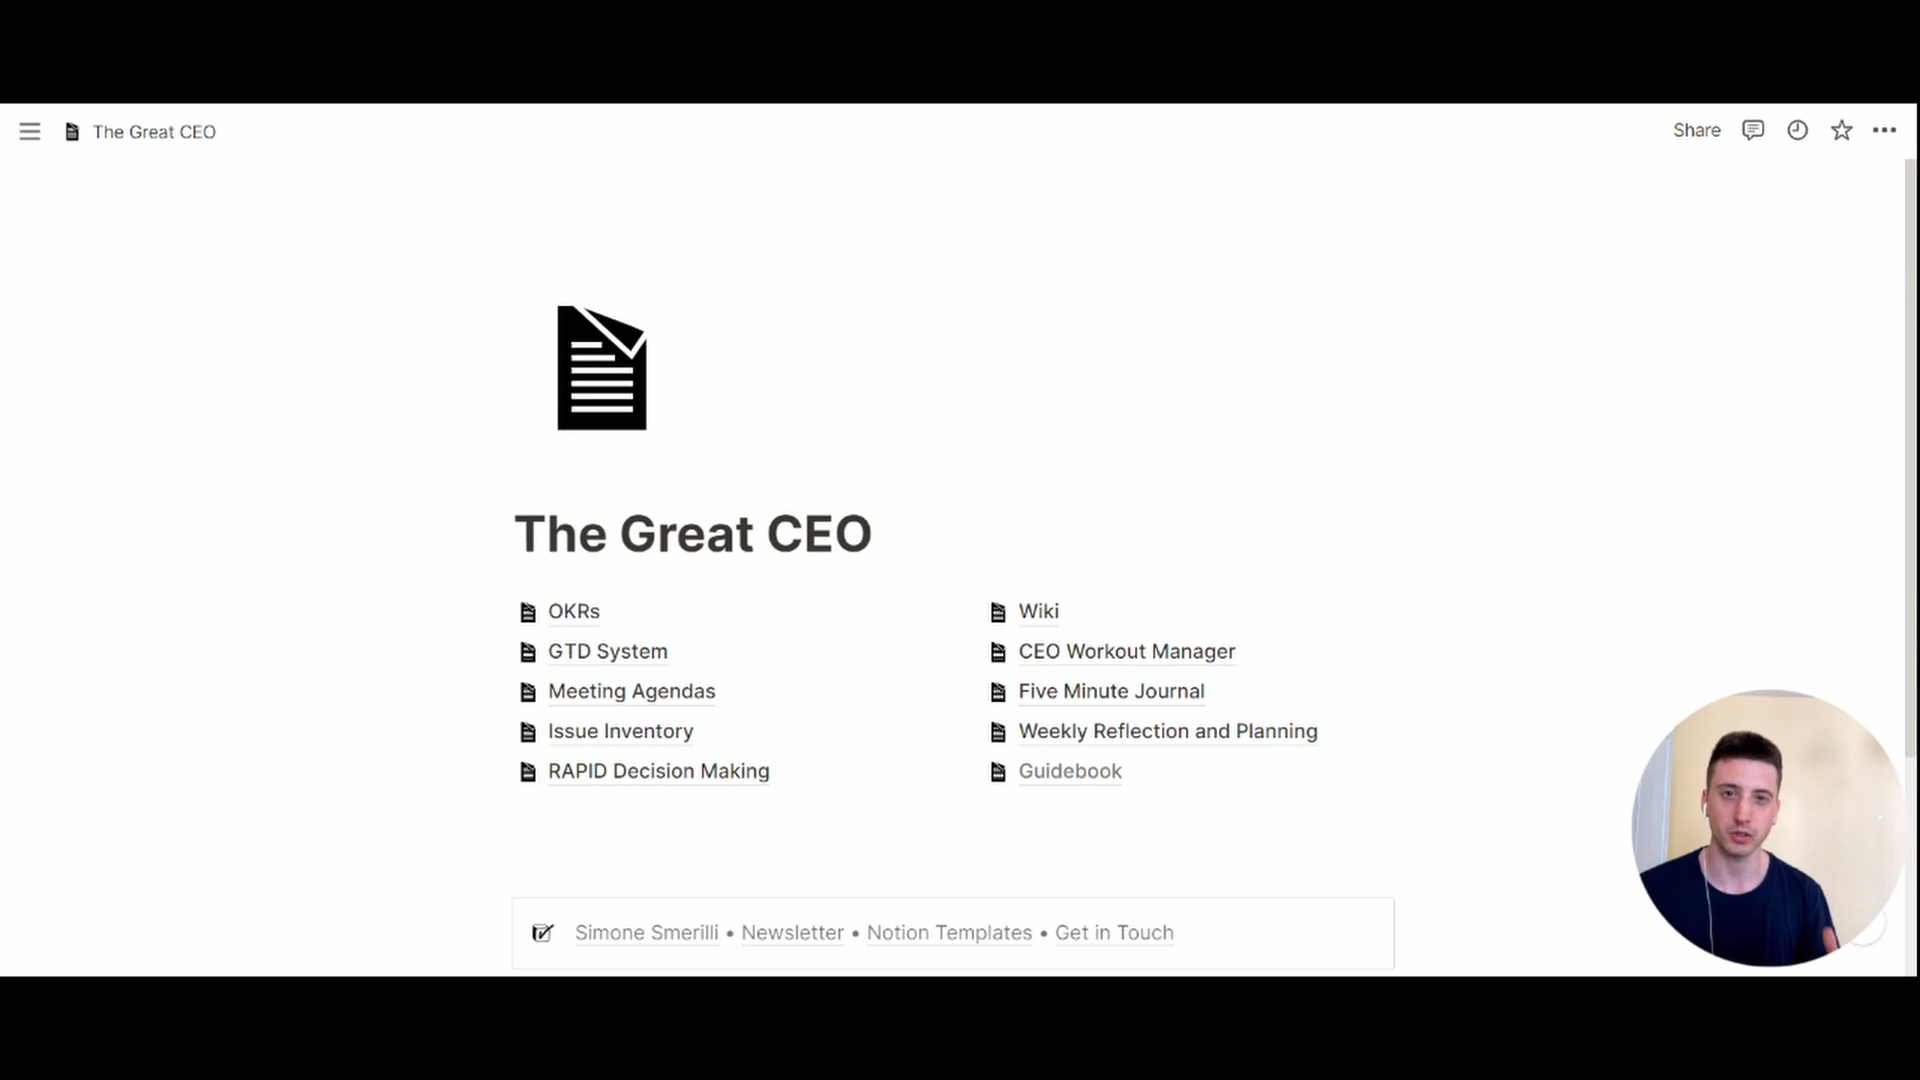 The Great CEO
Share
The Great CEO
OKRs
GTD System
Meeting Agendas
Issue Inventory
RAPID Decision Making
Wiki
CEO Workout Manager
Five Minute Journal
Weekly Reflection and Planning
Guidebook
Simone Smerilli • Newsletter • Notion Templates • Get in Touch